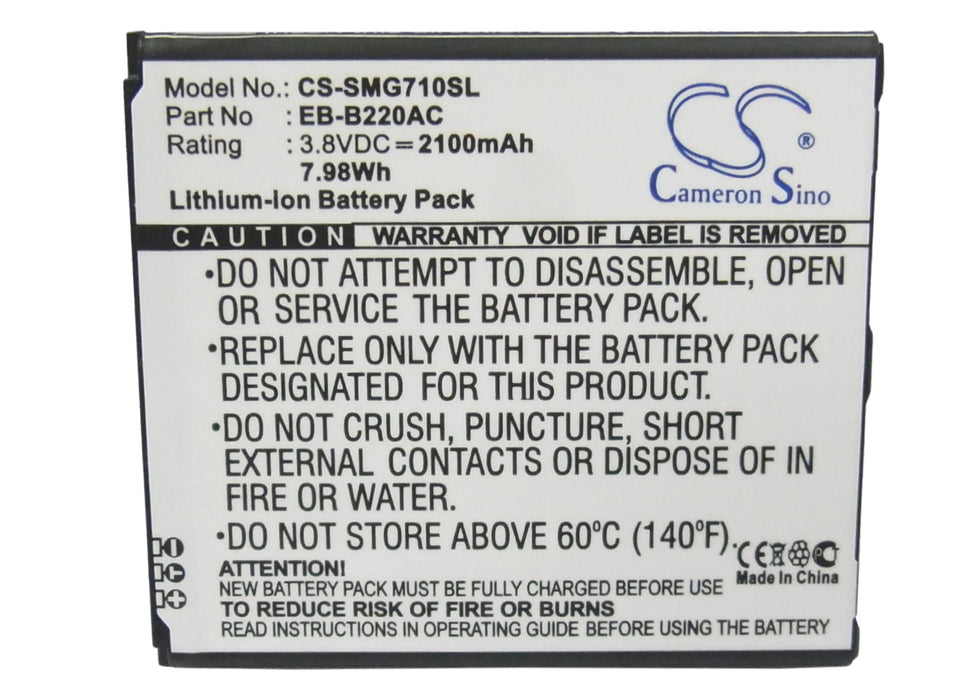 Model No.: CS-SMG710SL
Part No : EB-B220AC
Rating : 3.8VDC ⎓ 2100mAh
7.98Wh
Lithium-Ion Battery Pack
CS ®
Cameron Sino
CAUTION WARRANTY VOID IF LABEL IS REMOVED
•DO NOT ATTEMPT TO DISASSEMBLE, OPEN
OR SERVICE THE BATTERY PACK.
•REPLACE ONLY WITH THE BATTERY PACK
DESIGNATED FOR THIS PRODUCT.
•DO NOT CRUSH, PUNCTURE, SHORT
EXTERNAL CONTACTS OR DISPOSE OF IN
FIRE OR WATER.
•DO NOT STORE ABOVE 60ºC (140ºF).
CE
Made In China
ATTENTION!
NEW BATTERY PACK MUST BE FULLY CHARGED BEFORE USE
TO REDUCE RISK OF FIRE OR BURNS
READ INSTRUCTIONS IN OPERATING GUIDE BEFORE USING THE BATTERY